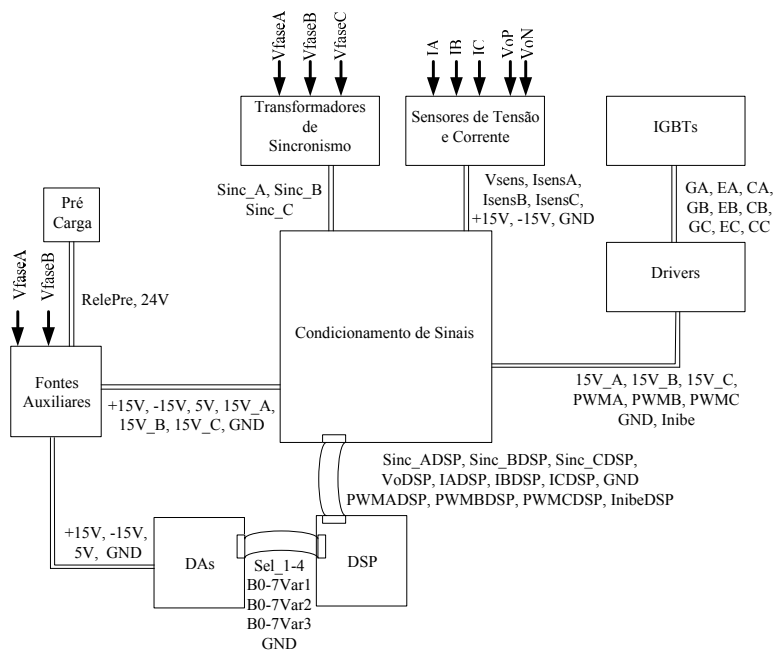 VfaseA
VfaseB
VfaseC
Transformadores
de
Sincronismo
IA
IB
IC
VoP
VoN
Sensores de Tensão
e Corrente
IGBTs
Sinc_A, Sinc_B
Sinc_C
Vsens, IsensA,
IsensB, IsensC,
+15V, -15V, GND
GA, EA, CA,
GB, EB, CB,
GC, EC, CC
Pré
Carga
VfaseA
VfaseB
RelePre, 24V
Condicionamento de Sinais
Drivers
Fontes
Auxiliares
+15V, -15V, 5V, 15V_A,
15V_B, 15V_C, GND
15V_A, 15V_B, 15V_C,
PWMA, PWMB, PWMC
GND, Inibe
Sinc_ADSP, Sinc_BDSP, Sinc_CDSP,
VoDSP, IADSP, IBDSP, ICDSP, GND
PWMADSP, PWMBDSP, PWMCDSP, InibeDSP
+15V, -15V,
5V, GND
DAs
Sel_1-4
B0-7Var1
B0-7Var2
B0-7Var3
GND
DSP